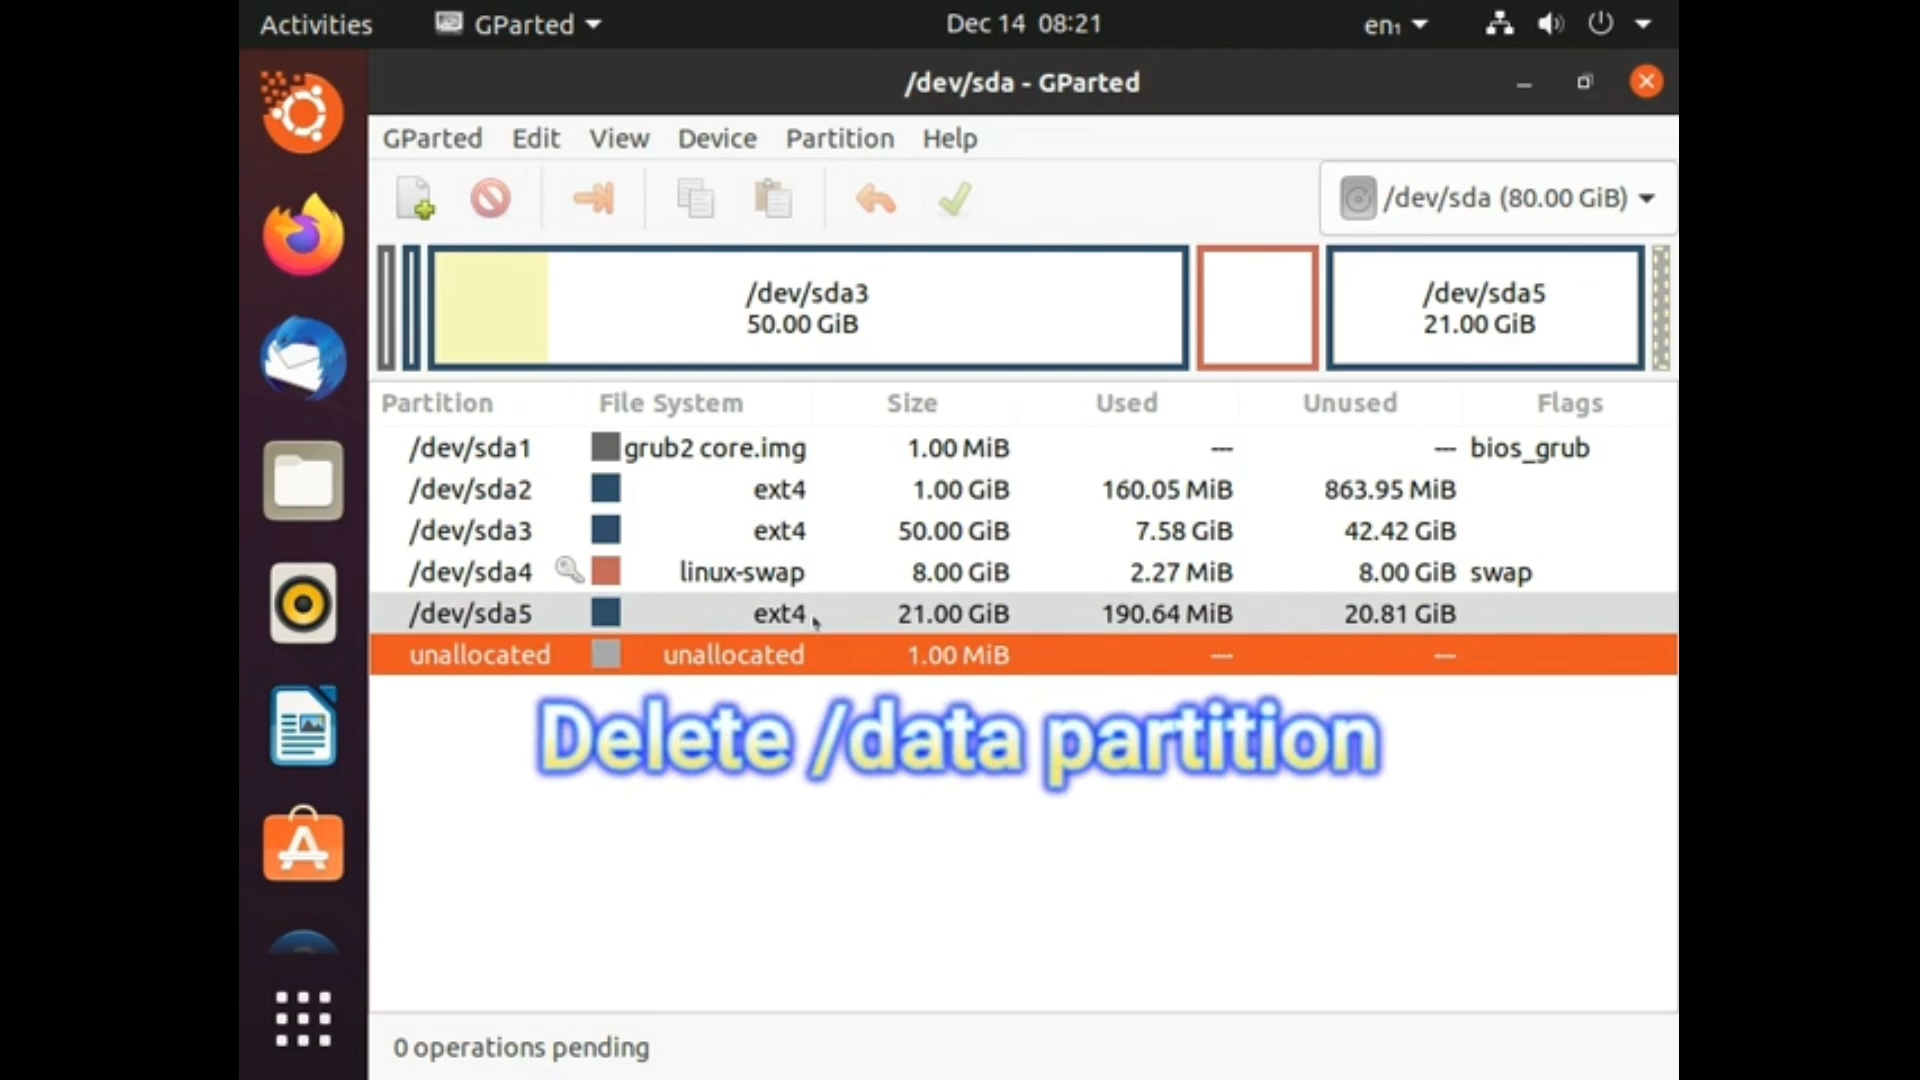 Activities GParted Dec 14 08:21 en₁
/dev/sda - GParted
GParted Edit View Device Partition Help
/dev/sda (80.00 GiB)
/dev/sda3 /dev/sda5
50.00 GiB 21.00 GiB
Partition File System Size Used Unused Flags
/dev/sda1 grub2 core.img 1.00 MiB --- --- bios_grub
/dev/sda2 ext4 1.00 GiB 160.05 MiB 863.95 MiB
/dev/sda3 ext4 50.00 GiB 7.58 GiB 42.42 GiB
/dev/sda4 linux-swap 8.00 GiB 2.27 MiB 8.00 GiB swap
/dev/sda5 ext4 21.00 GiB 190.64 MiB 20.81 GiB
unallocated unallocated 1.00 MiB --- ---
Delete /data partition
0 operations pending